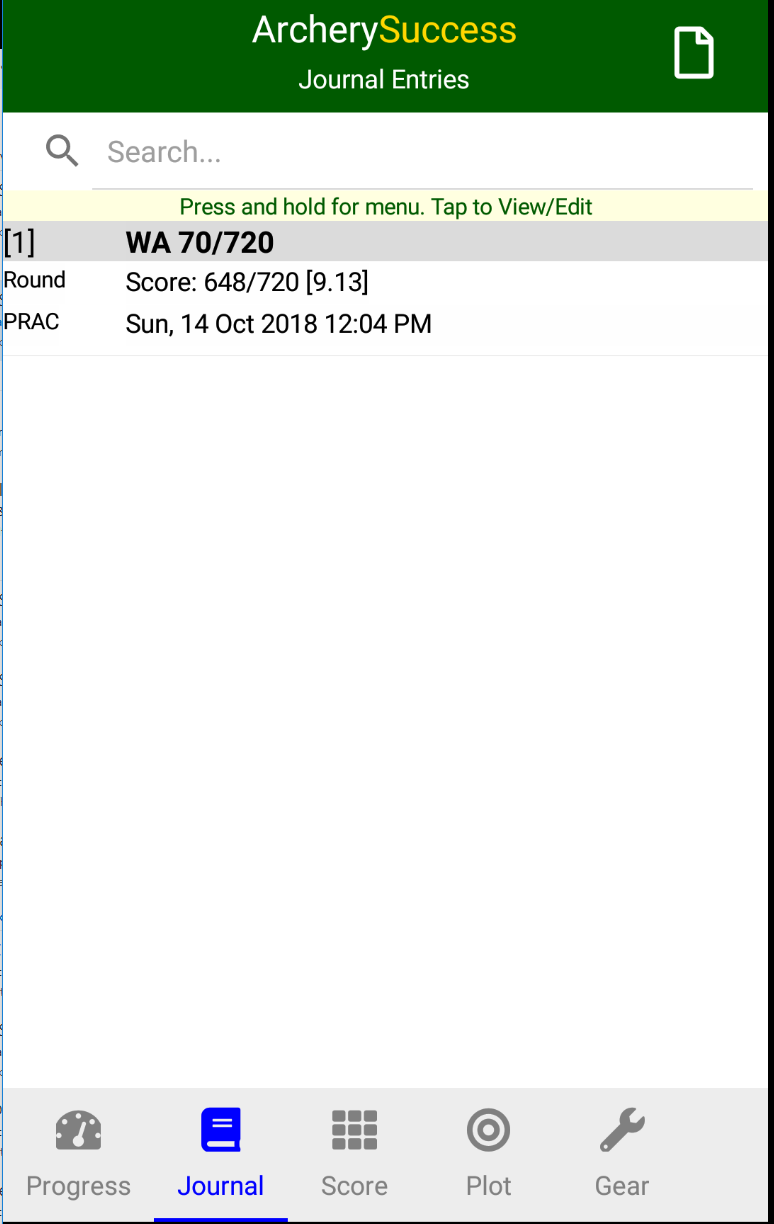 ArcherySuccess
Journal Entries
Search...
Press and hold for menu. Tap to View/Edit
[1] WA 70/720
Round Score: 648/720 [9.13]
PRAC Sun, 14 Oct 2018 12:04 PM
Progress Journal Score Plot Gear